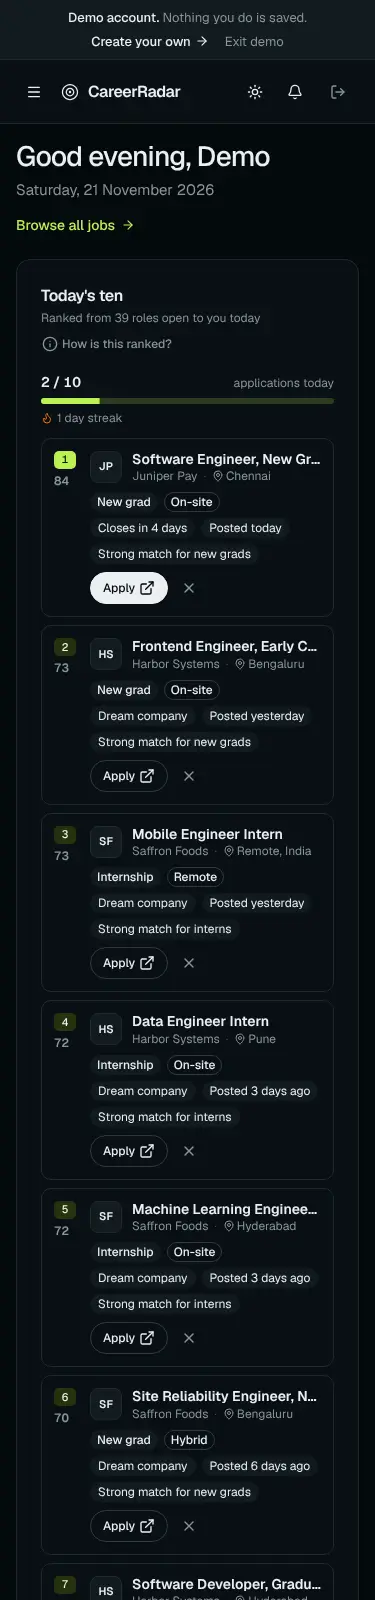 Demo account. Nothing you do is saved.
Create your own → Exit demo
CareerRadar
Good evening, Demo
Saturday, 21 November 2026
Browse all jobs →
Today's ten
Ranked from 39 roles open to you today
How is this ranked?
2 / 10 applications today
1 day streak
1 JP Software Engineer, New Gr...
84 Juniper Pay · Chennai
New grad On-site
Closes in 4 days Posted today
Strong match for new grads
Apply
2 HS Frontend Engineer, Early C...
73 Harbor Systems · Bengaluru
New grad On-site
Dream company Posted yesterday
Strong match for new grads
Apply
3 SF Mobile Engineer Intern
73 Saffron Foods · Remote, India
Internship Remote
Dream company Posted yesterday
Strong match for interns
Apply
4 HS Data Engineer Intern
72 Harbor Systems · Pune
Internship On-site
Dream company Posted 3 days ago
Strong match for interns
Apply
5 SF Machine Learning Enginee...
72 Saffron Foods · Hyderabad
Internship On-site
Dream company Posted 3 days ago
Strong match for interns
Apply
6 SF Site Reliability Engineer, N...
70 Saffron Foods · Bengaluru
New grad Hybrid
Dream company Posted 6 days ago
Strong match for new grads
Apply
7 HS Software Developer, Gradu...
Harbor Systems · Hyderabad